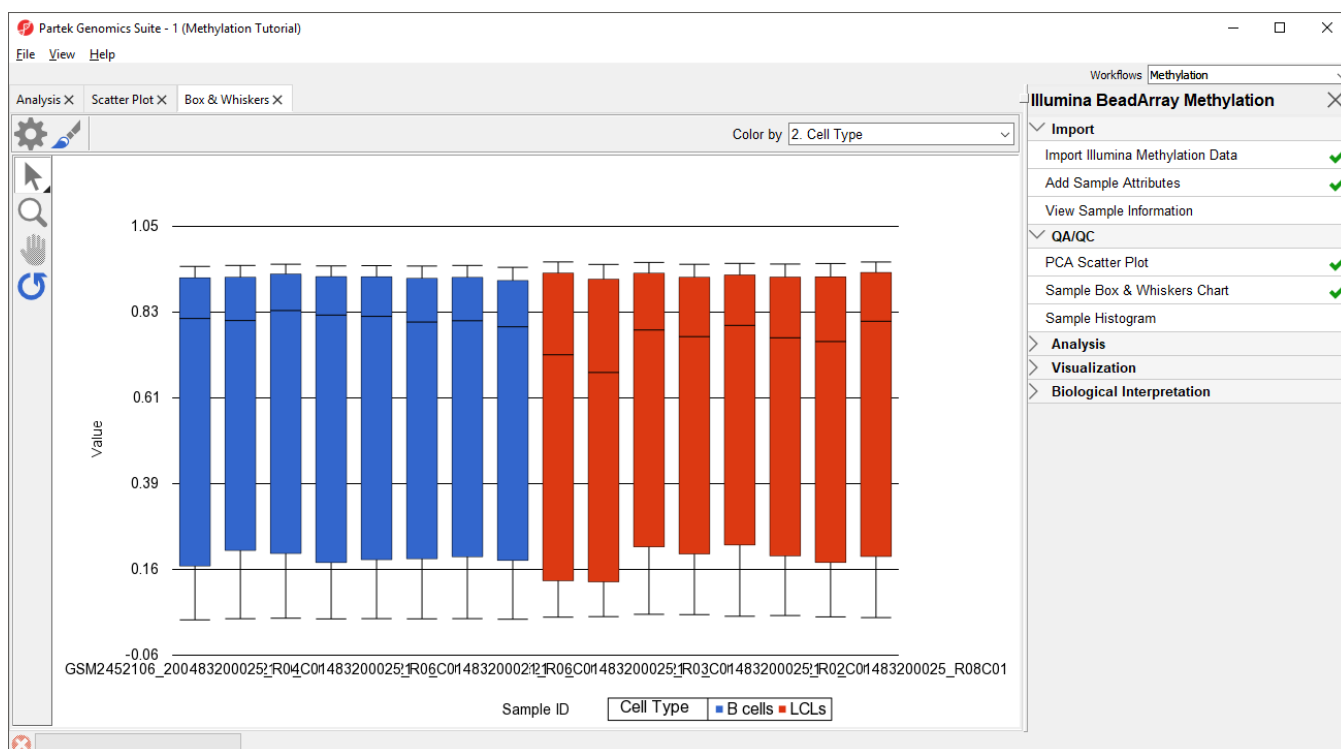 Partek Genomics Suite - 1 (Methylation Tutorial)
File View Help
Workflows Methylation
Analysis Scatter Plot Box & Whiskers
Color by 2. Cell Type
1.05
0.83
0.61
0.39
0.16
-0.06
Value
GSM2452106_200483200025_R04_C01483200025_R06_C01483200021_R06_C01483200025_R03_C01483200025_R02_C01483200025_R08C01
Sample ID Cell Type B cells LCLs
Illumina BeadArray Methylation
Import
Import Illumina Methylation Data
Add Sample Attributes
View Sample Information
QA/QC
PCA Scatter Plot
Sample Box & Whiskers Chart
Sample Histogram
Analysis
Visualization
Biological Interpretation